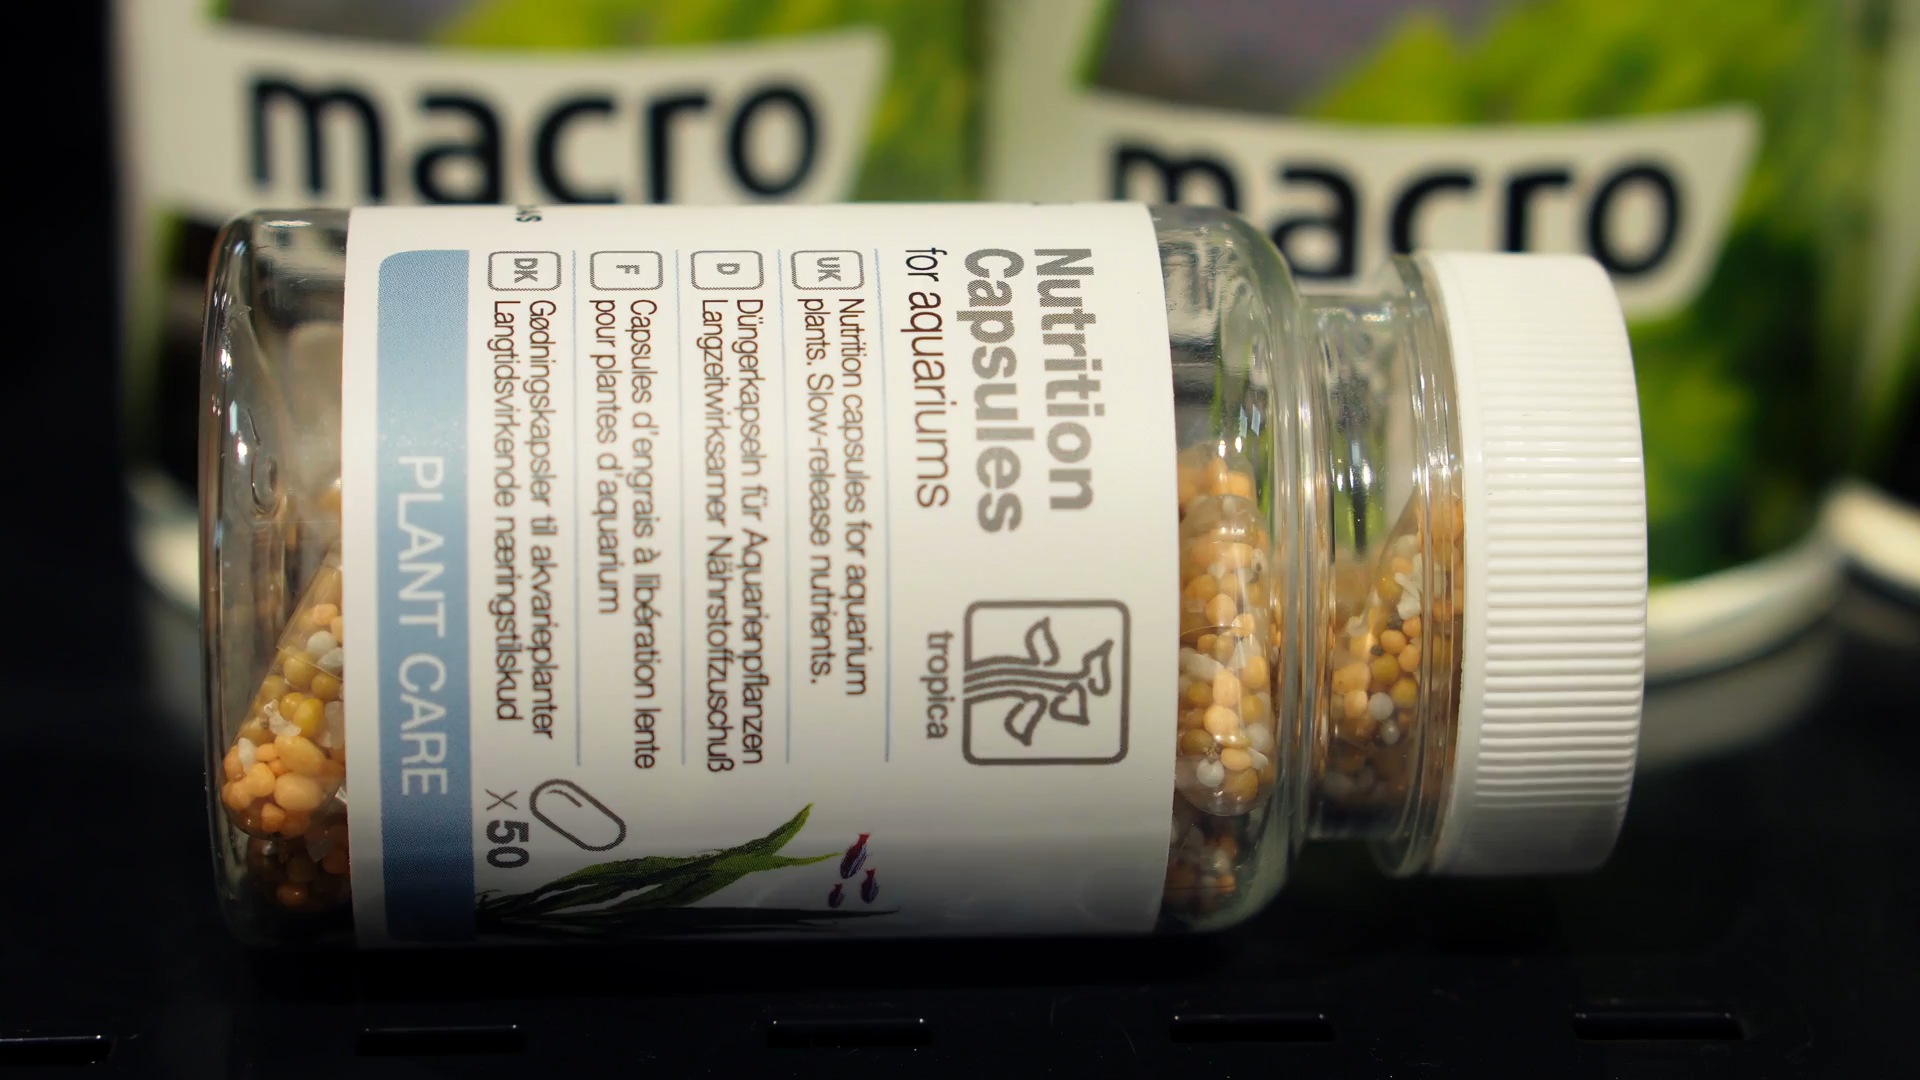 macro
macro
Nutrition
Capsules
for aquariums
tropica
UK
Nutrition capsules for aquarium
plants. Slow-release nutrients.
D
Düngerkapseln für Aquarienpflanzen
Langzeitwirksamer Nährstoffzuschuß
F
Capsules d'engrais à libération lente
pour plantes d'aquarium
DK
Gødningskapsler til akvarieplanter
Langtidsvirkende næringstilskud
x 50
PLANT CARE